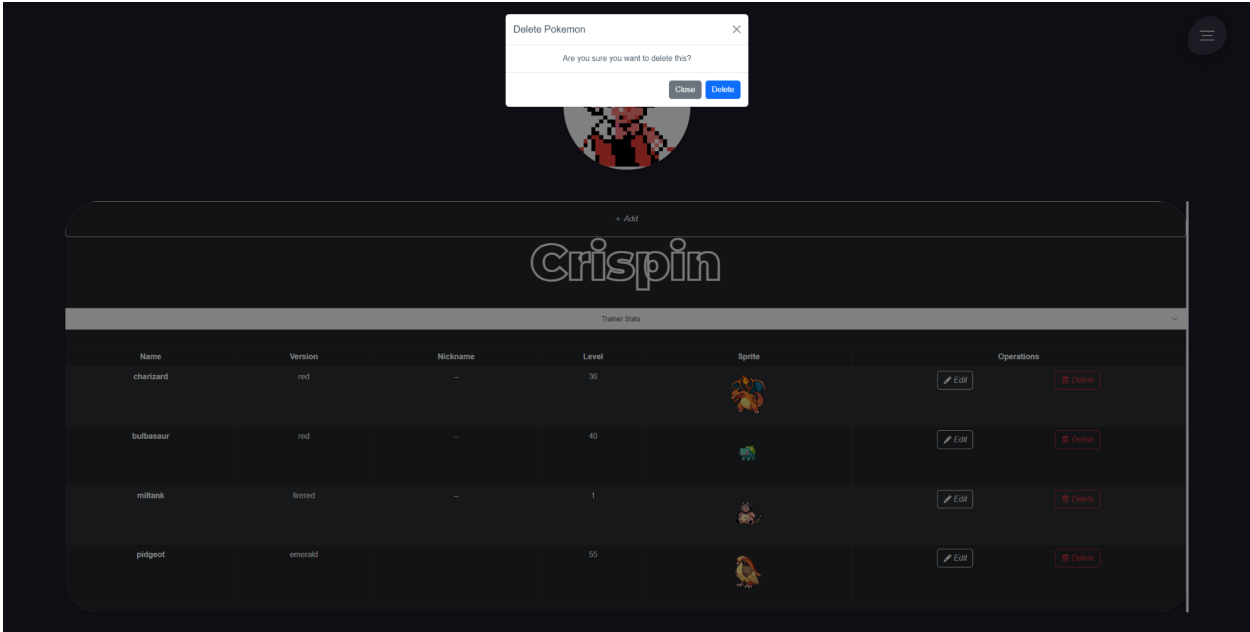 Delete Pokemon
Are you sure you want to delete this?
Close Delete
+ Add
Crispin
Trainer Stats
Name Version Nickname Level Sprite Operations
charizard red -- 36 Edit Delete
bulbasaur red -- 40 Edit Delete
miltank firered -- 1 Edit Delete
pidgeot emerald 55 Edit Delete